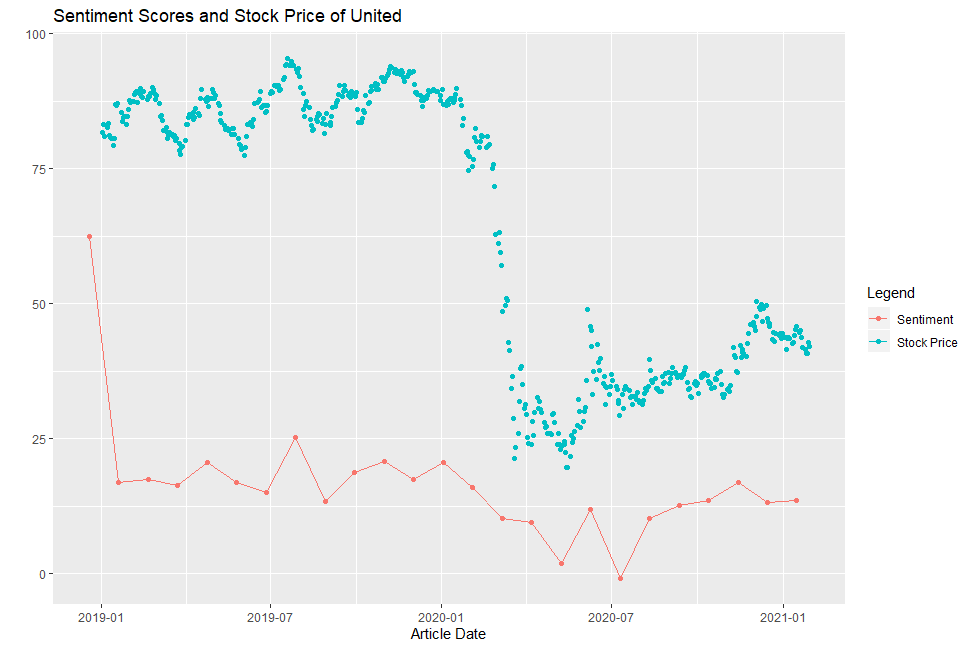 Sentiment Scores and Stock Price of United
100
75
50
25
0
2019-01
2019-07
2020-01
2020-07
2021-01
Article Date
Legend
Sentiment
Stock Price